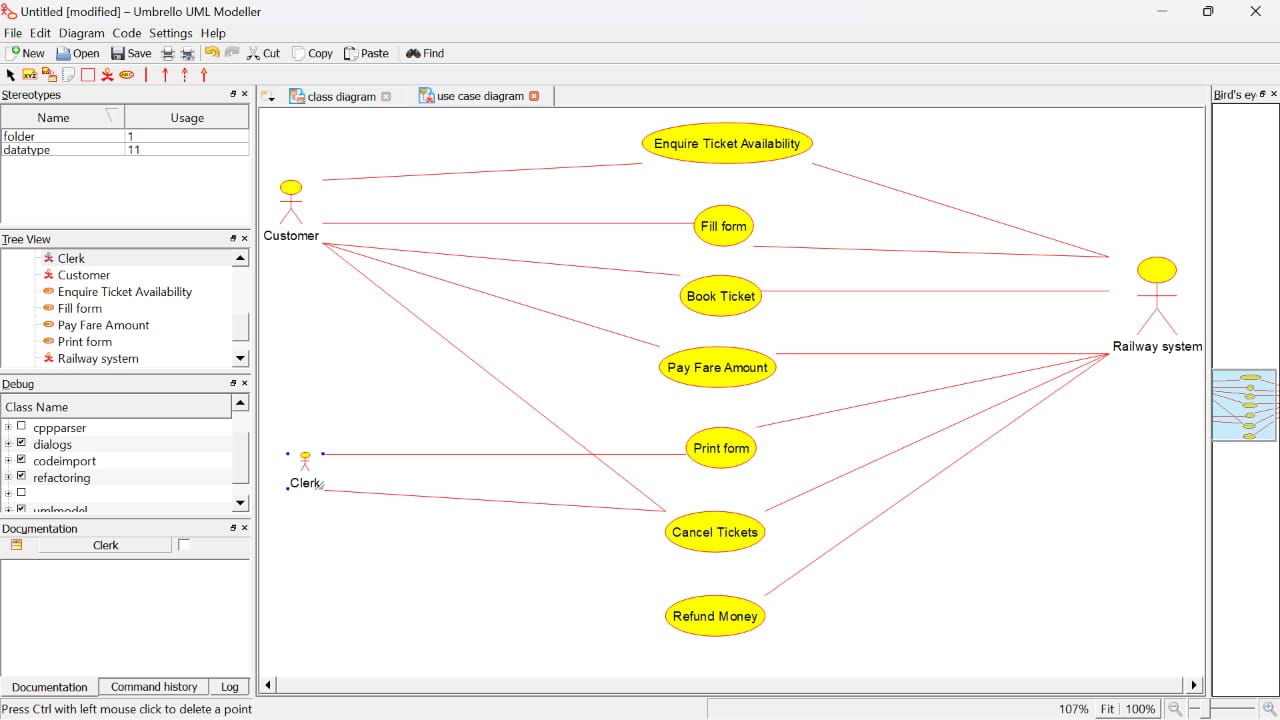 Untitled [modified] – Umbrello UML Modeller
File Edit Diagram Code Settings Help
New Open Save Cut Copy Paste Find
Stereotypes
Name Usage
folder 1
datatype 11
Tree View
Clerk
Customer
Enquire Ticket Availability
Fill form
Pay Fare Amount
Print form
Railway system
Debug
Class Name
cppparser
dialogs
codeimport
refactoring
umlmodel
Documentation
Clerk
Documentation Command history Log
Press Ctrl with left mouse click to delete a point
class diagram use case diagram
Enquire Ticket Availability
Customer
Fill form
Book Ticket
Railway system
Pay Fare Amount
Print form
Clerk
Cancel Tickets
Refund Money
Bird's ey
107% Fit 100%